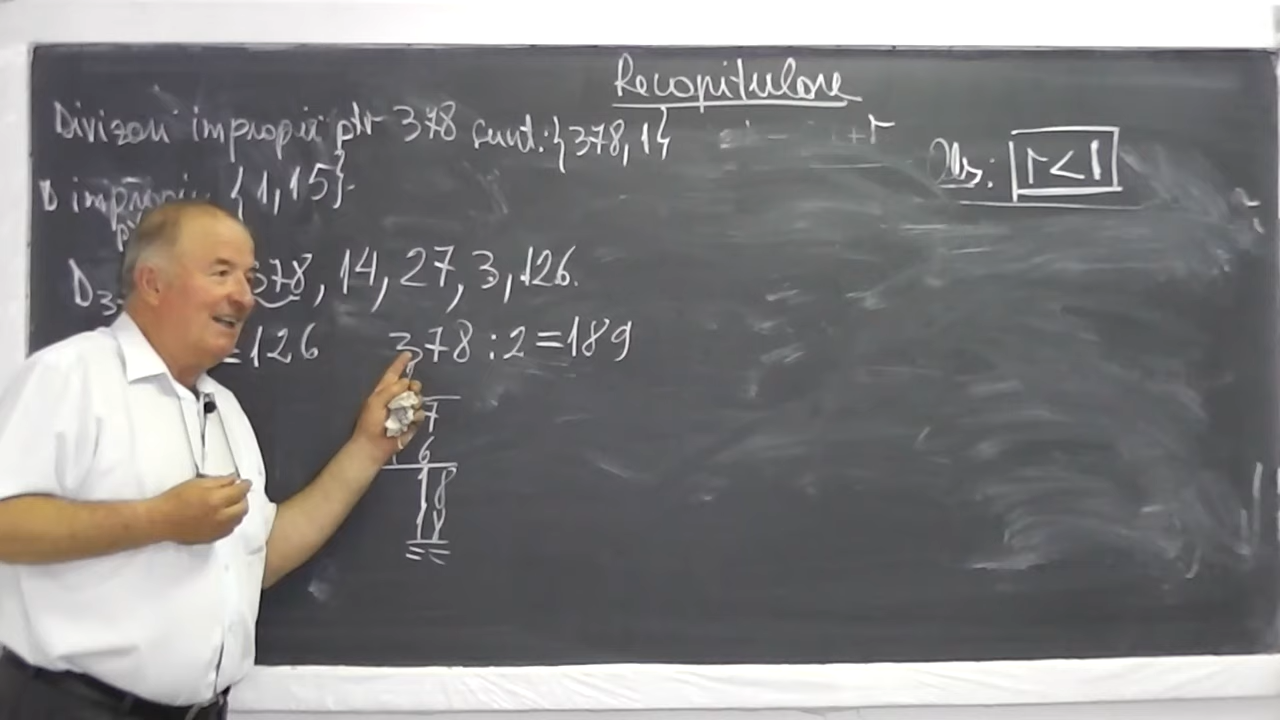 Recapitulare
Divizori improprii ptr 378 sunt: {378, 1}
Obs: r<Î
D improprii {1, 15}
378, 14, 27, 3, 126.
=126
378 : 2 = 189
7
6
18
18
==